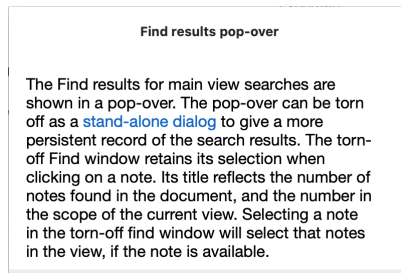 Find results pop-over
The Find results for main view searches are
shown in a pop-over. The pop-over can be torn
off as a stand-alone dialog to give a more
persistent record of the search results. The torn-
off Find window retains its selection when
clicking on a note. Its title reflects the number of
notes found in the document, and the number in
the scope of the current view. Selecting a note
in the torn-off find window will select that notes
in the view, if the note is available.